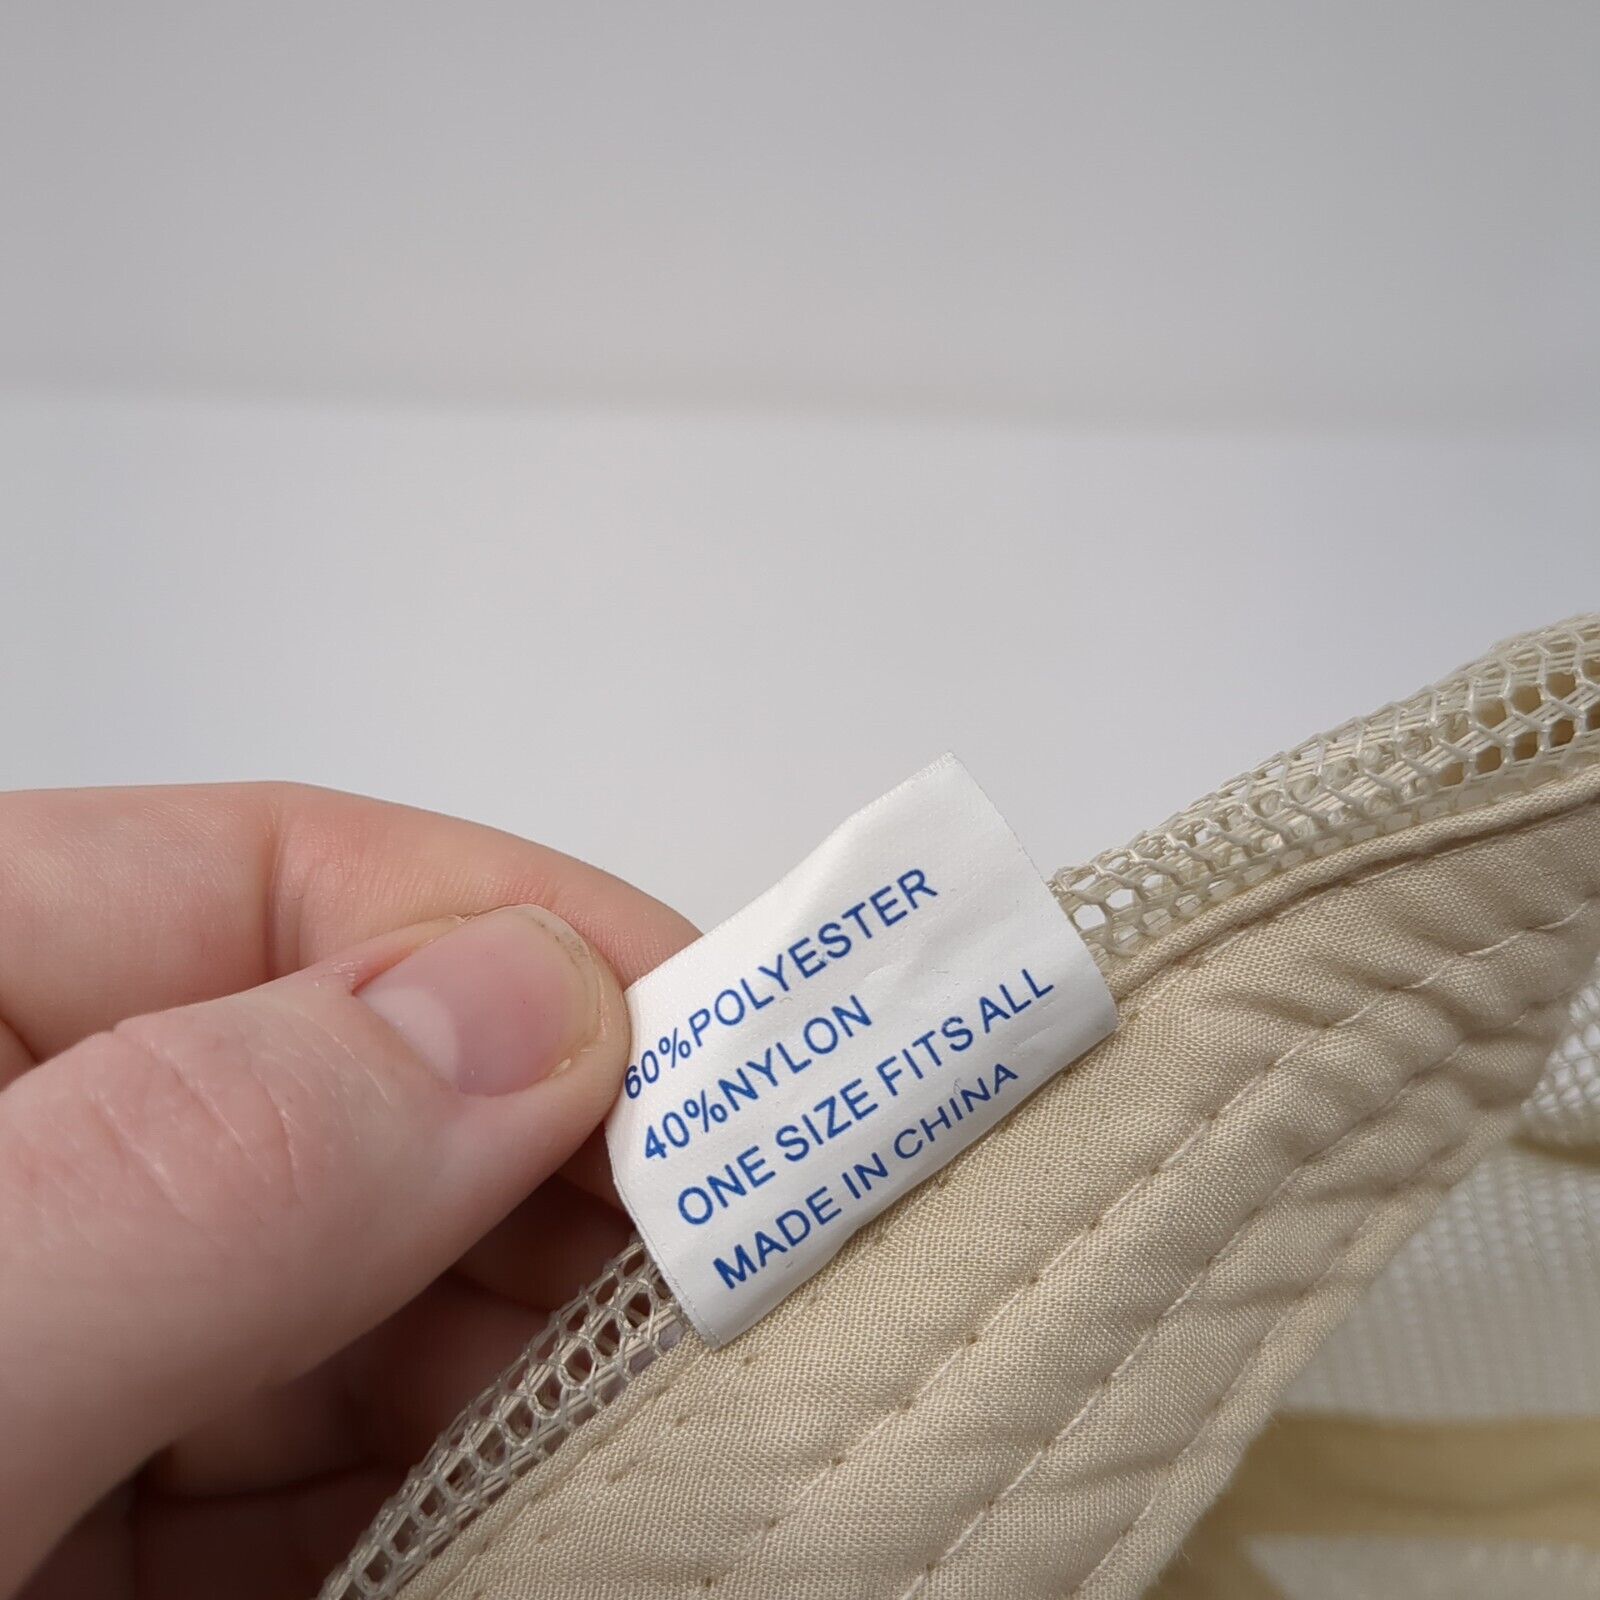 60%POLYESTER
40%NYLON
ONE SIZE FITS ALL
MADE IN CHINA